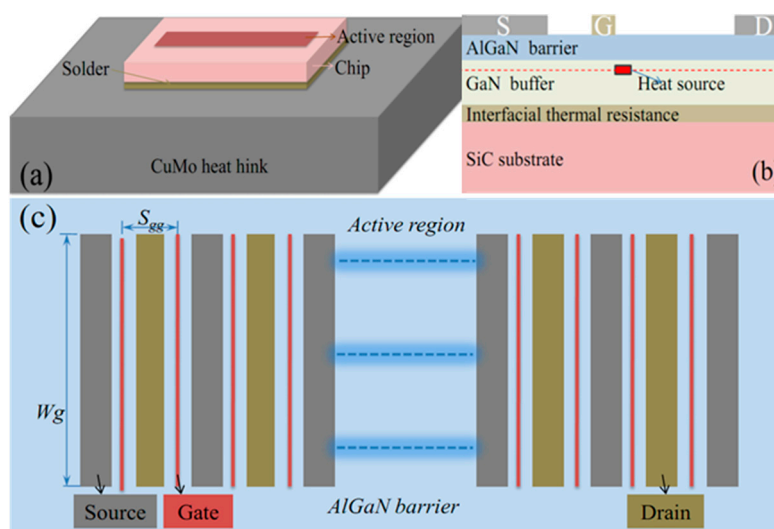 (a)
Active region
Solder
Chip
CuMo heat hink
S G D
AlGaN barrier
GaN buffer
Heat source
Interfacial thermal resistance
SiC substrate
(b)
(c)
Sgg
Active region
Wg
AlGaN barrier
Source
Gate
Drain